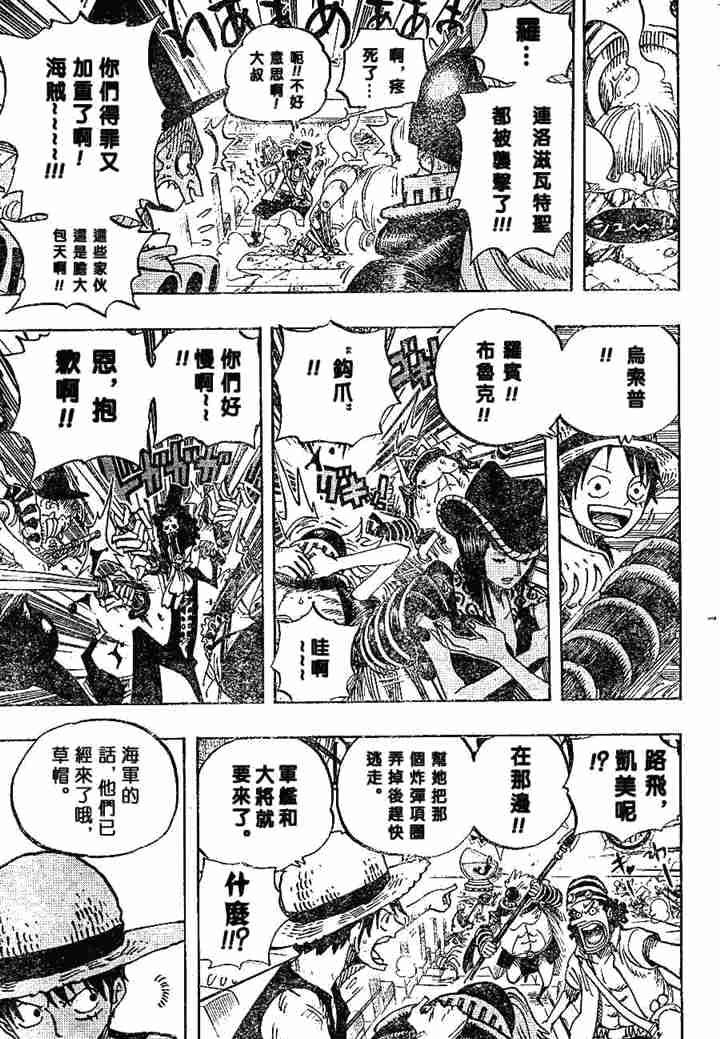 羅…
連洛滋瓦特聖
都被襲擊了!!!
啊,疼
死了…
呃!!不好
意思啊!
大叔
你們得罪又
加重了啊!
海賊~~~~!!!
這些家伙
這是膽大
包天啊!!
烏索普
!!
羅賓!!
布魯克!!
"鈎爪"
!!
哇啊
~~~
你們好
慢啊~~
!!
恩,抱
歉啊!!
路飛,
凱美呢
!?
在那邊!!
幫她把那
個炸彈項圈
弄掉後趕快
逃走。
軍艦和
大將就
要來了。
什麼!!?
海軍的
話,他們已
經來了哦,
草帽。